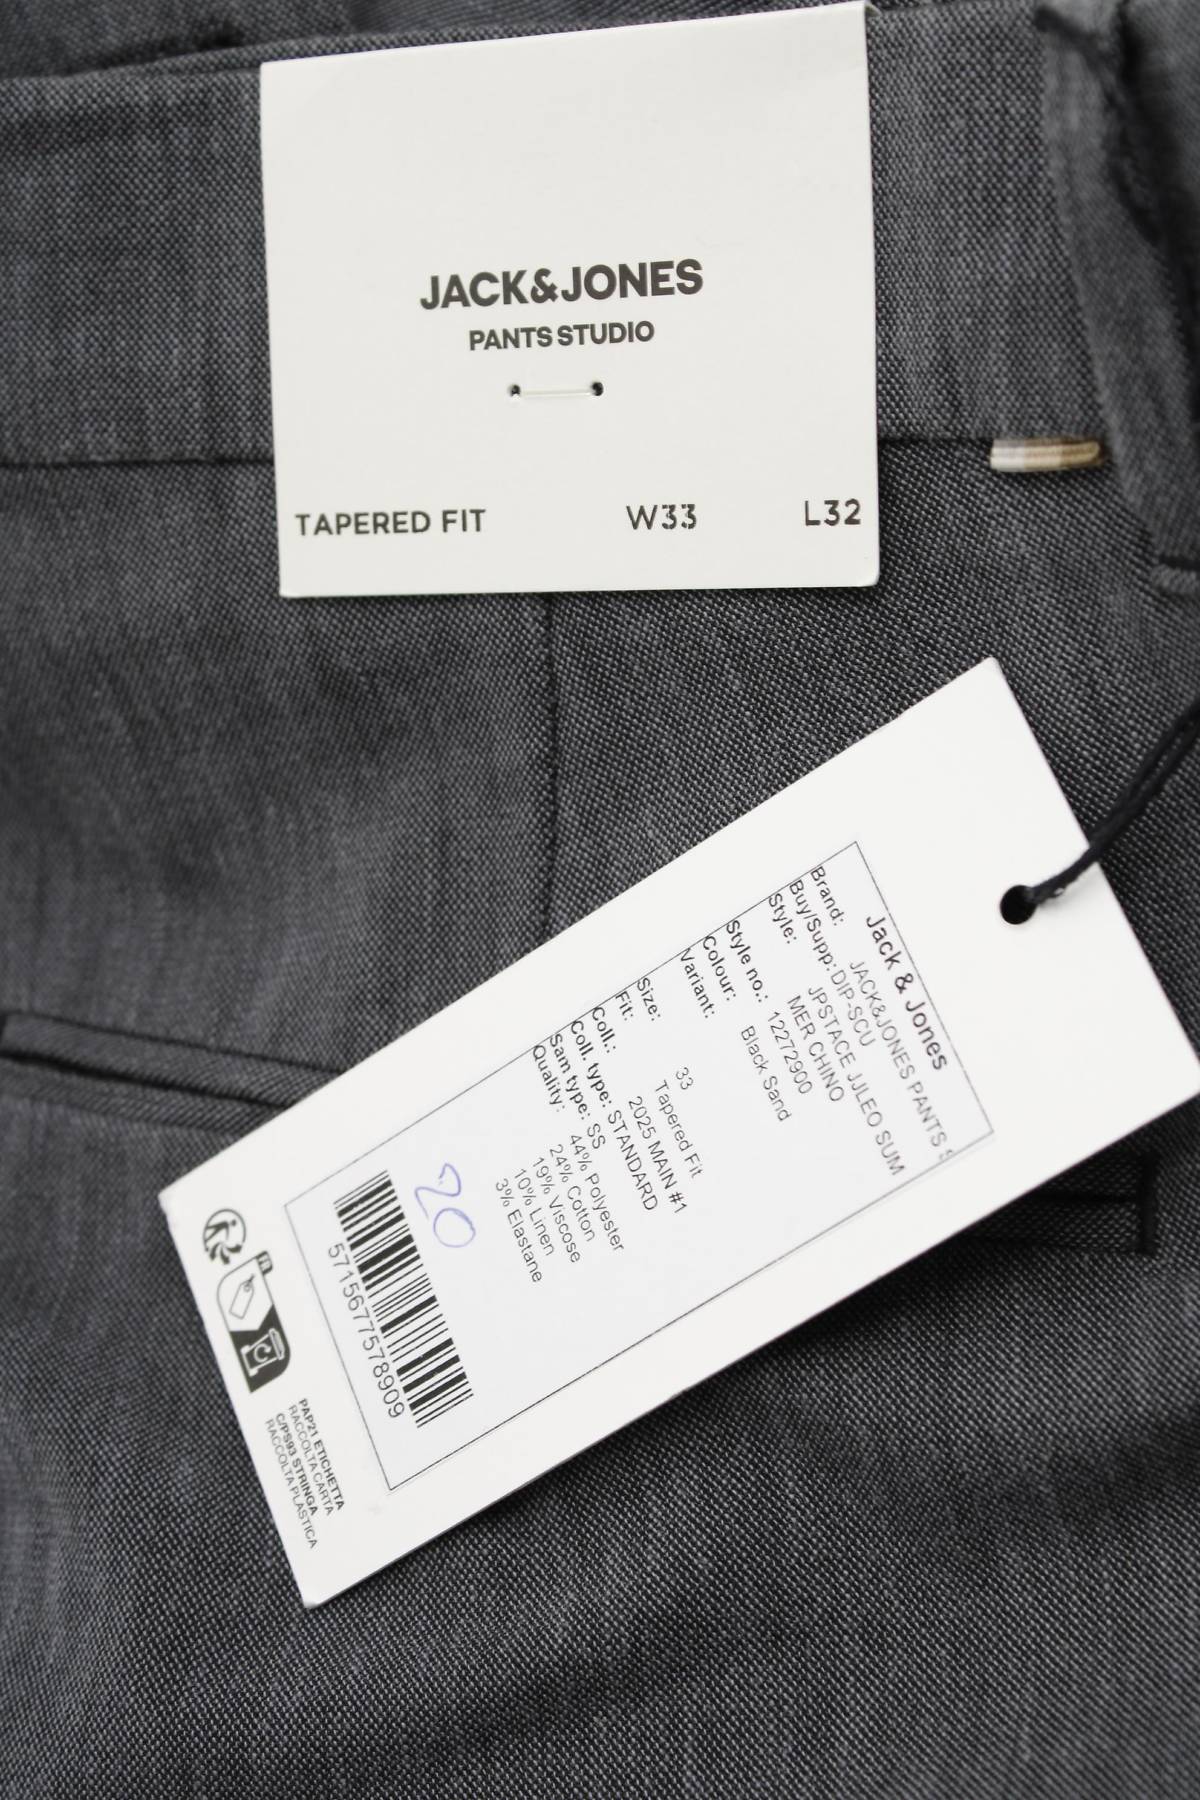 JACK&JONES
PANTS STUDIO
TAPERED FIT W33 L32
Jack & Jones
Brand: JACK&JONES PANTS S
Buy/Supp: DIP-SCU
Style: JPSTACE JJLEO SUM
MER CHINO
Style no.: 12272900
Colour: Black Sand
Variant:
Size: 33
Fit: Tapered Fit
Coll.: 2025 MAIN #1
Coll. type: STANDARD
Sam type: SS
Quality: 44% Polyester
24% Cotton
19% Viscose
10% Linen
3% Elastane
20
5715677578909
FR
C
PAP21 ETICHETTA
RACCOLTA CARTA
C/PS93 STRINGA
RACCOLTA PLASTICA